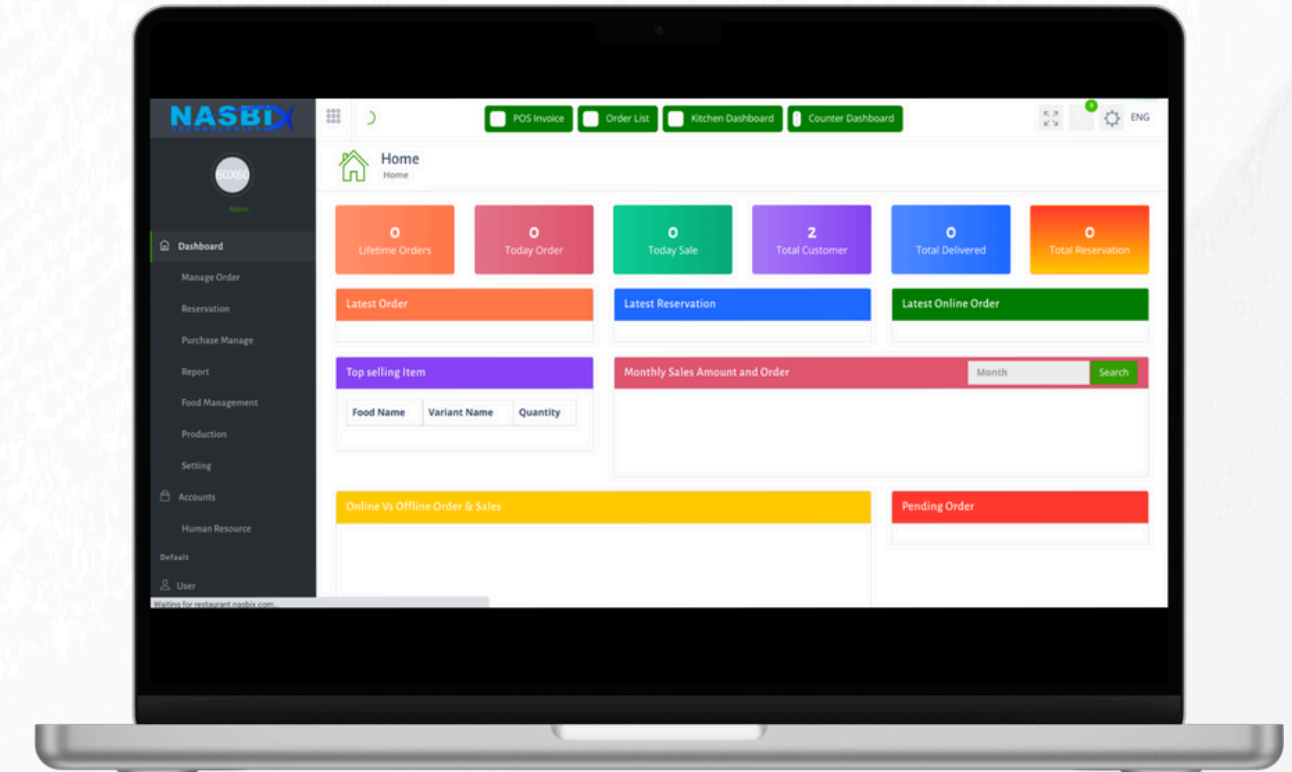 NASBIX
TECHNOLOGIES
60X60
Admin
Dashboard
Manage Order
Reservation
Purchase Manage
Report
Food Management
Production
Setting
Accounts
Human Resource
Default
User
Waiting for restaurant.nasbix.com...
POS Invoice
Order List
Kitchen Dashboard
Counter Dashboard
0
ENG
Home
Home
0
Lifetime Orders
0
Today Order
0
Today Sale
2
Total Customer
0
Total Delivered
0
Total Reservation
Latest Order
Latest Reservation
Latest Online Order
Top selling Item
Food Name Variant Name Quantity
Monthly Sales Amount and Order
Month
Search
Online Vs Offline Order & Sales
Pending Order